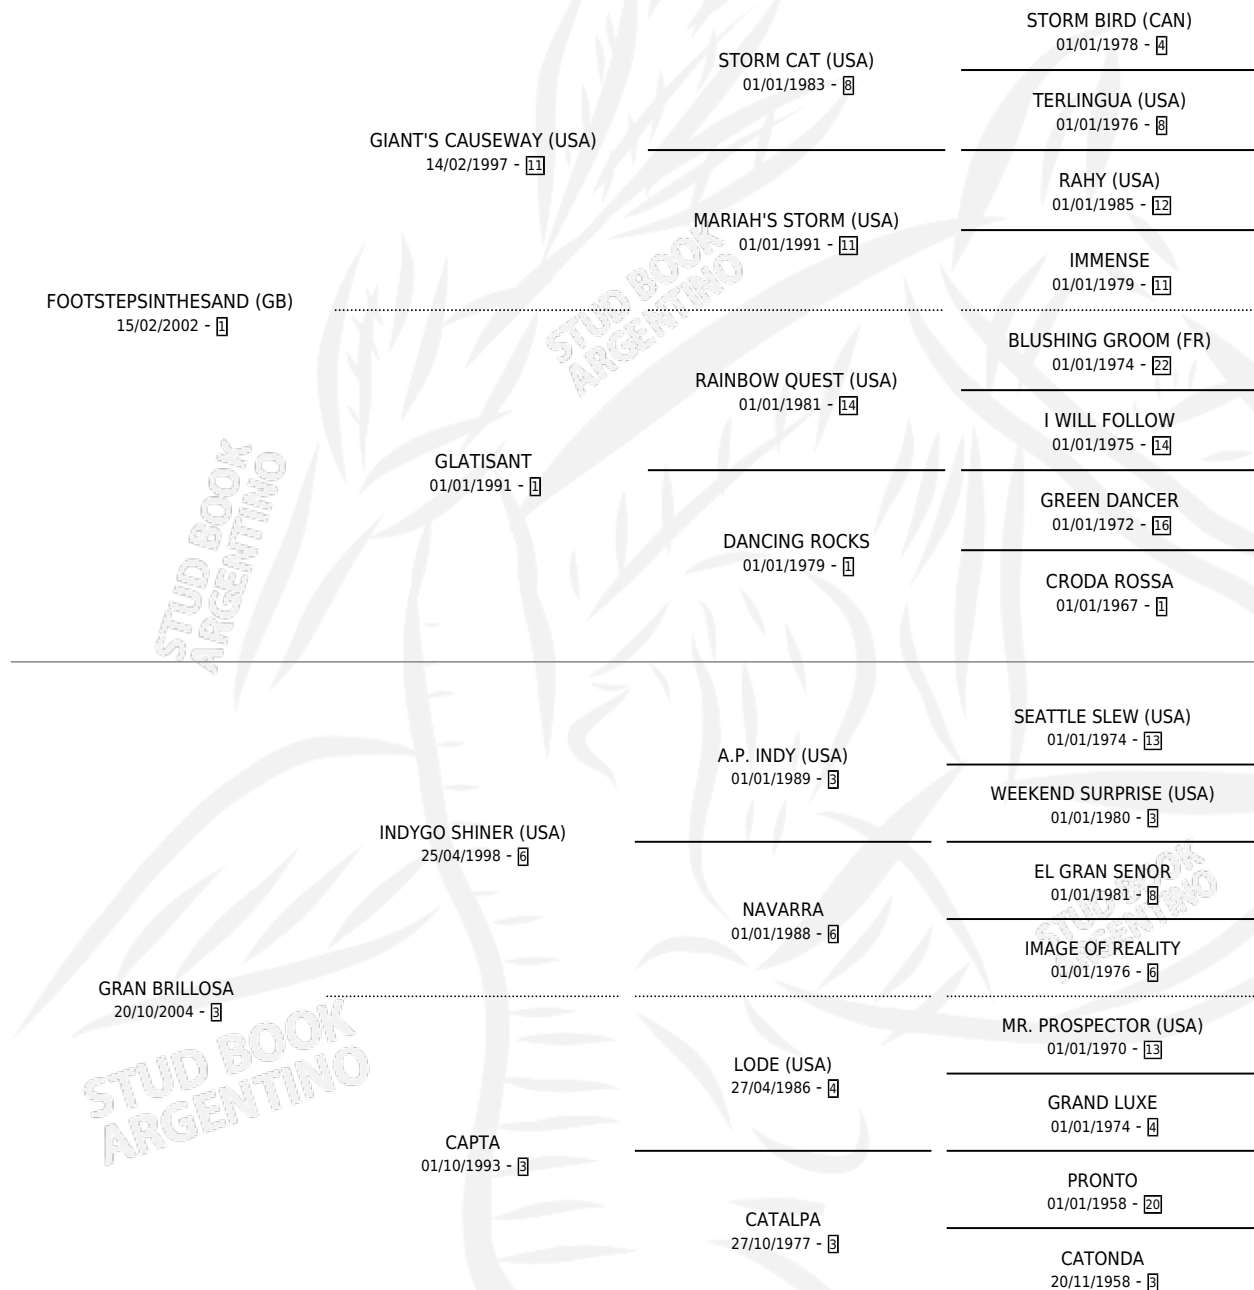 STORM BIRD (CAN)
01/01/1978 - 4
STORM CAT (USA)
01/01/1983 - 8
TERLINGUA (USA)
01/01/1976 - 8
GIANT'S CAUSEWAY (USA)
14/02/1997 - 11
RAHY (USA)
01/01/1985 - 12
MARIAH'S STORM (USA)
01/01/1991 - 11
IMMENSE
01/01/1979 - 11
FOOTSTEPSINTHESAND (GB)
15/02/2002 - 1
BLUSHING GROOM (FR)
01/01/1974 - 22
RAINBOW QUEST (USA)
01/01/1981 - 14
I WILL FOLLOW
01/01/1975 - 14
GLATISANT
01/01/1991 - 1
GREEN DANCER
01/01/1972 - 16
DANCING ROCKS
01/01/1979 - 1
CRODA ROSSA
01/01/1967 - 1
SEATTLE SLEW (USA)
01/01/1974 - 13
A.P. INDY (USA)
01/01/1989 - 3
WEEKEND SURPRISE (USA)
01/01/1980 - 3
INDYGO SHINER (USA)
25/04/1998 - 6
EL GRAN SENOR
01/01/1981 - 8
NAVARRA
01/01/1988 - 6
IMAGE OF REALITY
01/01/1976 - 6
GRAN BRILLOSA
20/10/2004 - 3
MR. PROSPECTOR (USA)
01/01/1970 - 13
LODE (USA)
27/04/1986 - 4
GRAND LUXE
01/01/1974 - 4
CAPTA
01/10/1993 - 3
PRONTO
01/01/1958 - 20
CATALPA
27/10/1977 - 3
CATONDA
20/11/1958 - 3
STUD BOOK
ARGENTINO
STUD BOOK
ARGENTINO
STUD BOOK
ARGENTINO
STUD BOOK
ARGENTINO